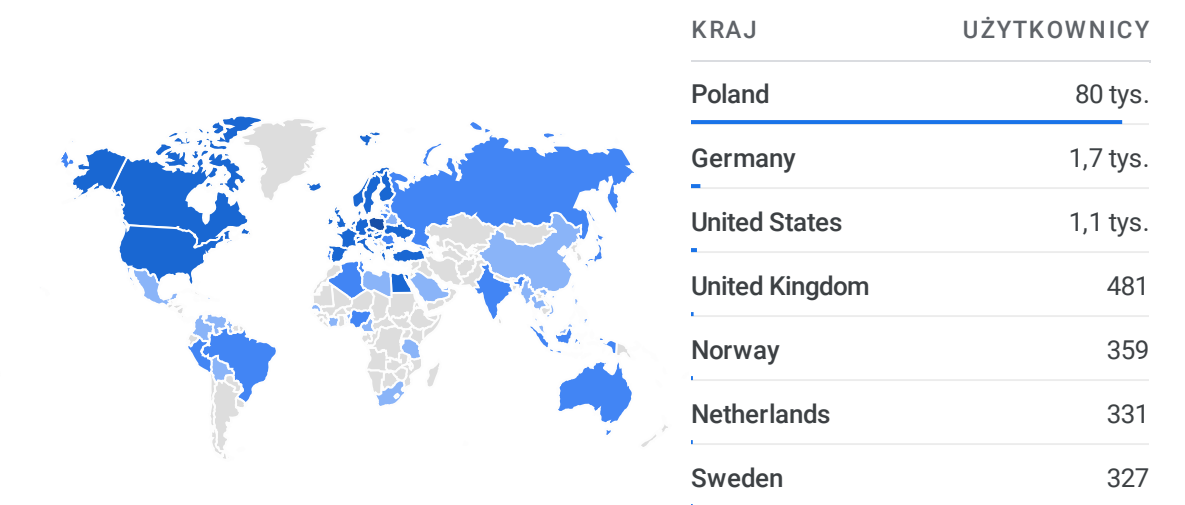 KRAJ UŻYTKOWNICY
Poland 80 tys.
Germany 1,7 tys.
United States 1,1 tys.
United Kingdom 481
Norway 359
Netherlands 331
Sweden 327